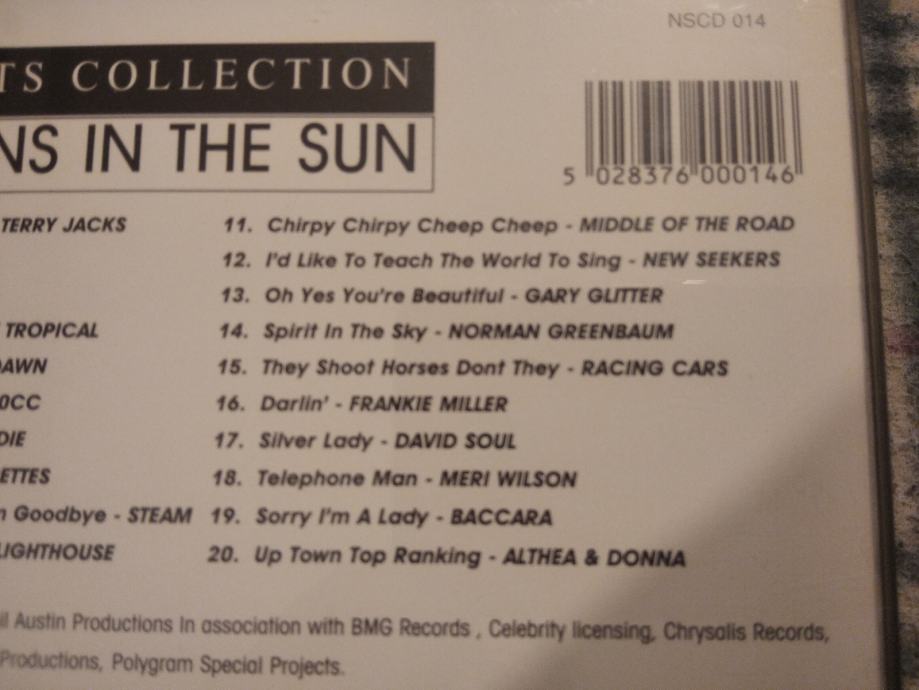 NSCD 014
TS COLLECTION
NS IN THE SUN
5 028376 000146
TERRY JACKS
TROPICAL
DAWN
0CC
DIE
ETTES
n Goodbye - STEAM
LIGHTHOUSE
11. Chirpy Chirpy Cheep Cheep - MIDDLE OF THE ROAD
12. I'd Like To Teach The World To Sing - NEW SEEKERS
13. Oh Yes You're Beautiful - GARY GLITTER
14. Spirit In The Sky - NORMAN GREENBAUM
15. They Shoot Horses Dont They - RACING CARS
16. Darlin' - FRANKIE MILLER
17. Silver Lady - DAVID SOUL
18. Telephone Man - MERI WILSON
19. Sorry I'm A Lady - BACCARA
20. Up Town Top Ranking - ALTHEA & DONNA
il Austin Productions In association with BMG Records , Celebrity licensing, Chrysalis Records,
Productions, Polygram Special Projects.